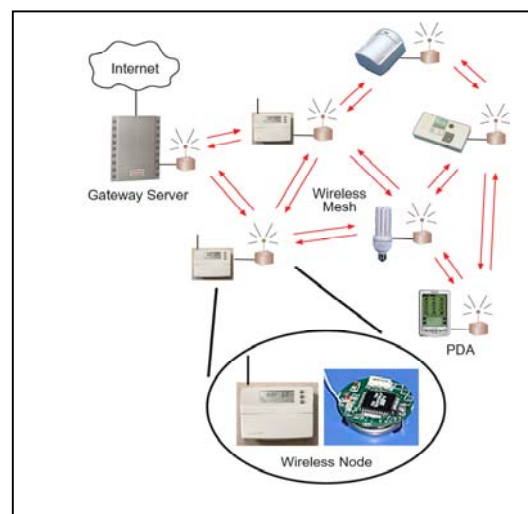 Internet
Gateway Server
Wireless
Mesh
PDA
Wireless Node